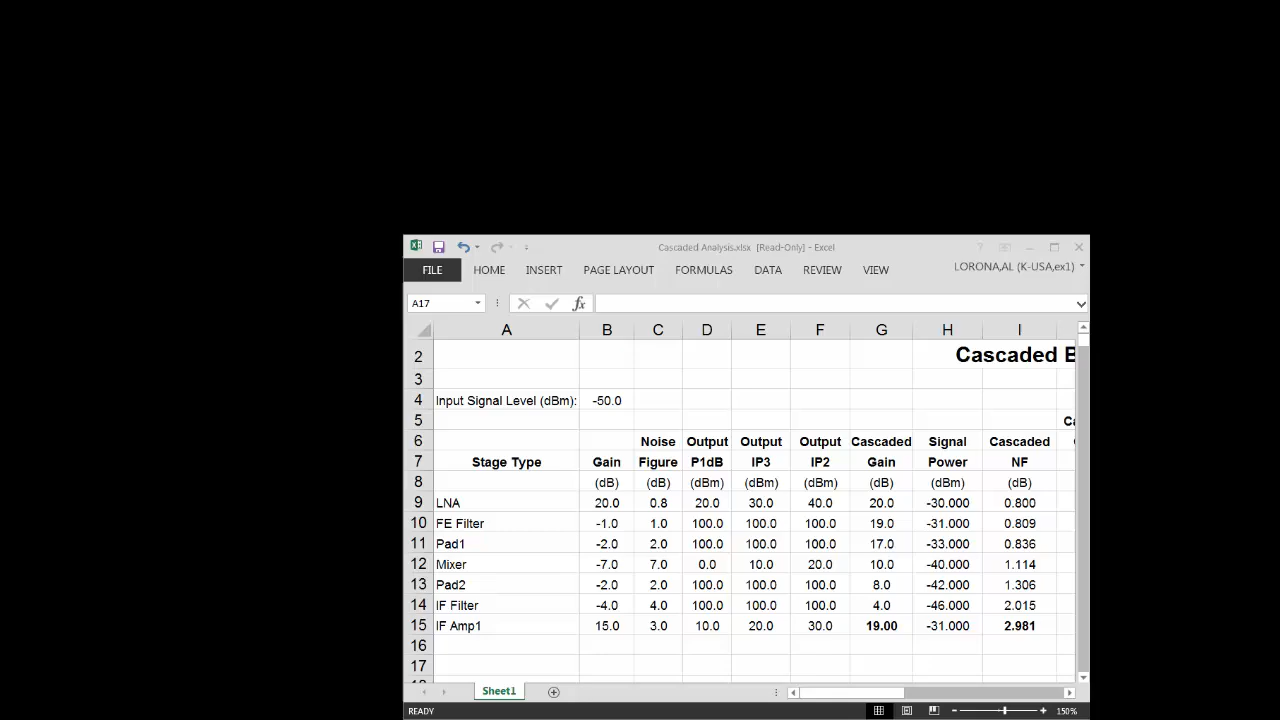 Cascaded Analysis.xlsx [Read-Only] - Excel
?
FILE HOME INSERT PAGE LAYOUT FORMULAS DATA REVIEW VIEW LORONA,AL (K-USA,ex1)
A17 fx
A B C D E F G H I
2 Cascaded B
3
4 Input Signal Level (dBm): -50.0
5 Ca
6 Noise Output Output Output Cascaded Signal Cascaded
7 Stage Type Gain Figure P1dB IP3 IP2 Gain Power NF
8 (dB) (dB) (dBm) (dBm) (dBm) (dB) (dBm) (dB)
9 LNA 20.0 0.8 20.0 30.0 40.0 20.0 -30.000 0.800
10 FE Filter -1.0 1.0 100.0 100.0 100.0 19.0 -31.000 0.809
11 Pad1 -2.0 2.0 100.0 100.0 100.0 17.0 -33.000 0.836
12 Mixer -7.0 7.0 0.0 10.0 20.0 10.0 -40.000 1.114
13 Pad2 -2.0 2.0 100.0 100.0 100.0 8.0 -42.000 1.306
14 IF Filter -4.0 4.0 100.0 100.0 100.0 4.0 -46.000 2.015
15 IF Amp1 15.0 3.0 10.0 20.0 30.0 19.00 -31.000 2.981
16
17
Sheet1
READY 150%